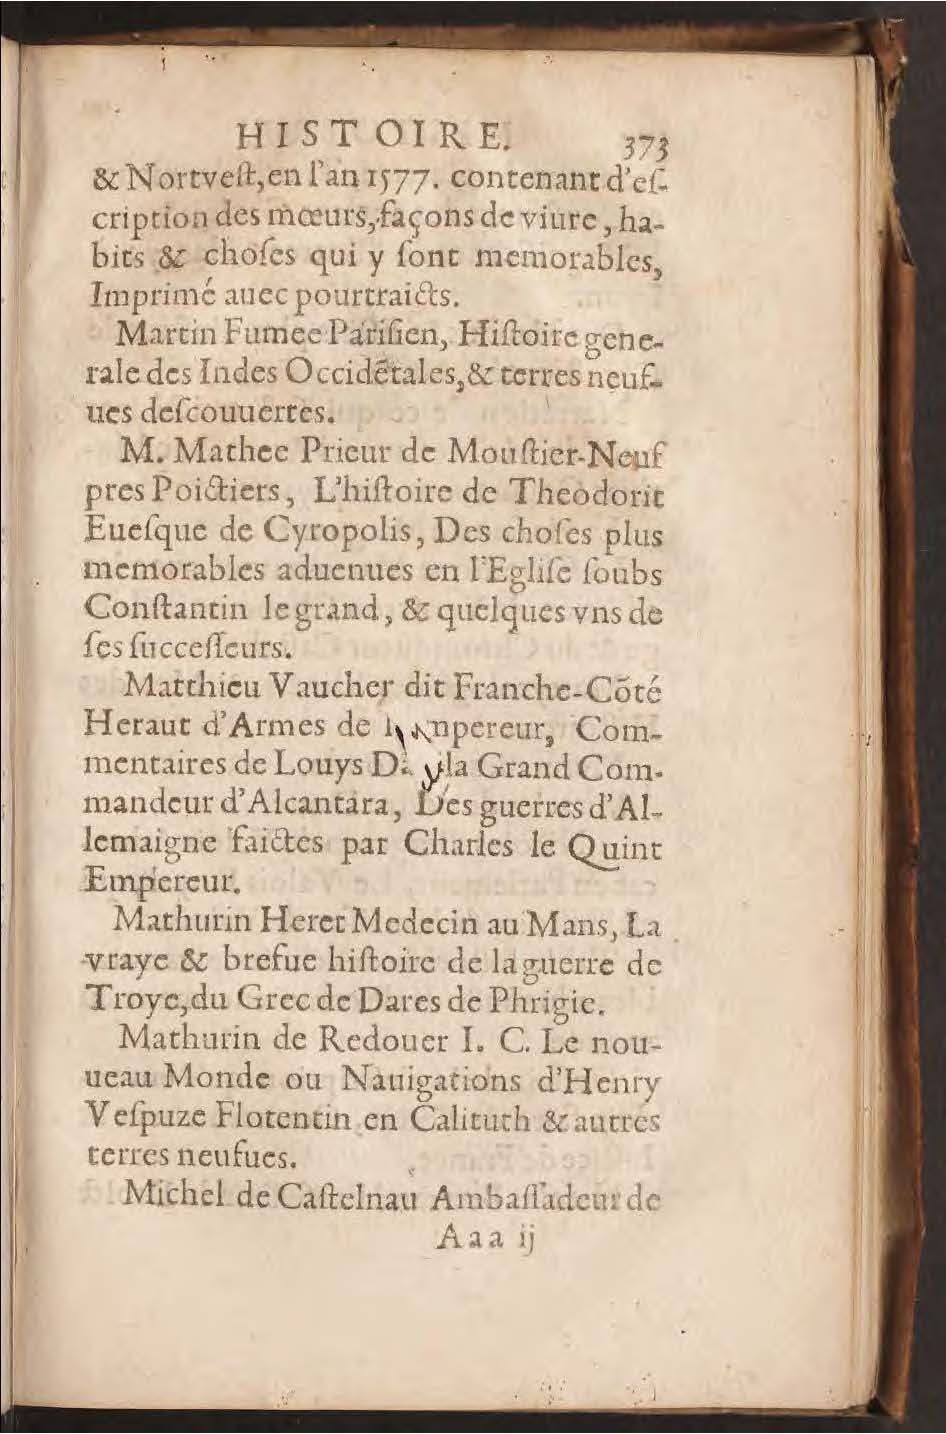 HISTOIRE. 373
& Nortveſt, en l'an 1577. contenant d'eſ-
cription des mœurs, façons de viure, ha-
bits & choſes qui y ſont memorables,
Imprimé auec pourtraicts.
Martin Fumee Pariſien, Hiſtoire gene-
rale des Indes Occidẽtales, & terres neuf-
ues deſcouuertes.
M. Mathee Prieur de Mouſtier-Neuf
pres Poictiers, L'hiſtoire de Theodorit
Eueſque de Cyropolis, Des choſes plus
memorables aduenues en l'Egliſe ſoubs
Conſtantin le grand, & quelques vns de
ſes ſucceſſeurs.
Matthieu Vaucher dit Franche-Cõté
Heraut d'Armes de Com-
mentaires de Louys Grand Com-
mandeur d'Alcantara, Des guerres d'Al-
lemaigne faictes par Charles le Quint
Empereur.
Mathurin Heret Medecin au Mans, La
vraye & brefue hiſtoire de la guerre de
Troye, du Grec de Dares de Phrigie.
Mathurin de Redouer I. C. Le nou-
ueau Monde ou Nauigations d'Henry
Veſpuze Flotentin en Calituth & autres
terres neufues.
Michel de Caſtelnau Ambaſſadeur de
Aaa ij